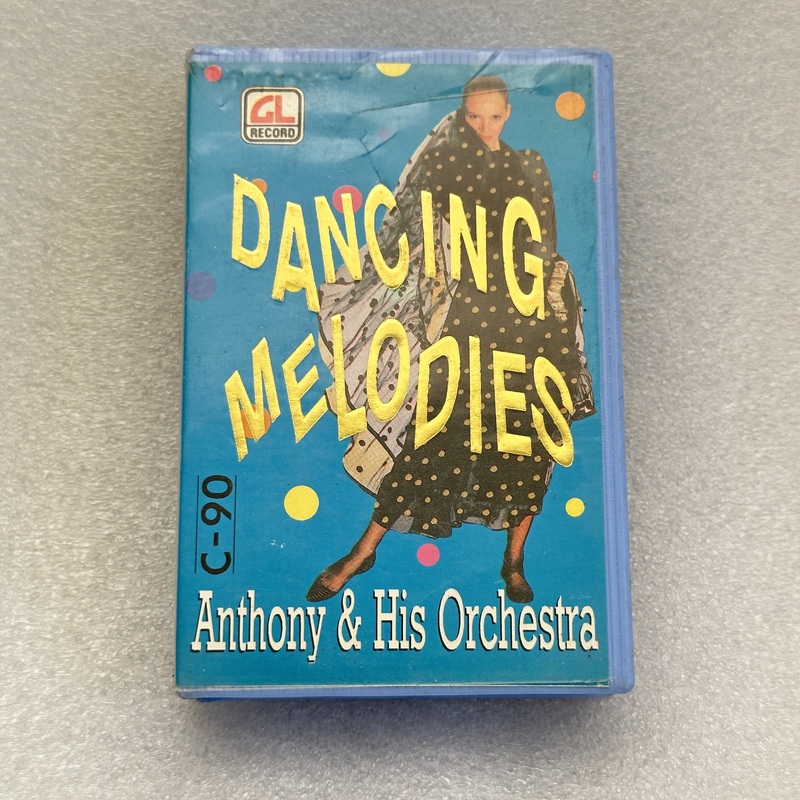 GL
RECORD
DANCING
MELODIES
C-90
Anthony & His Orchestra